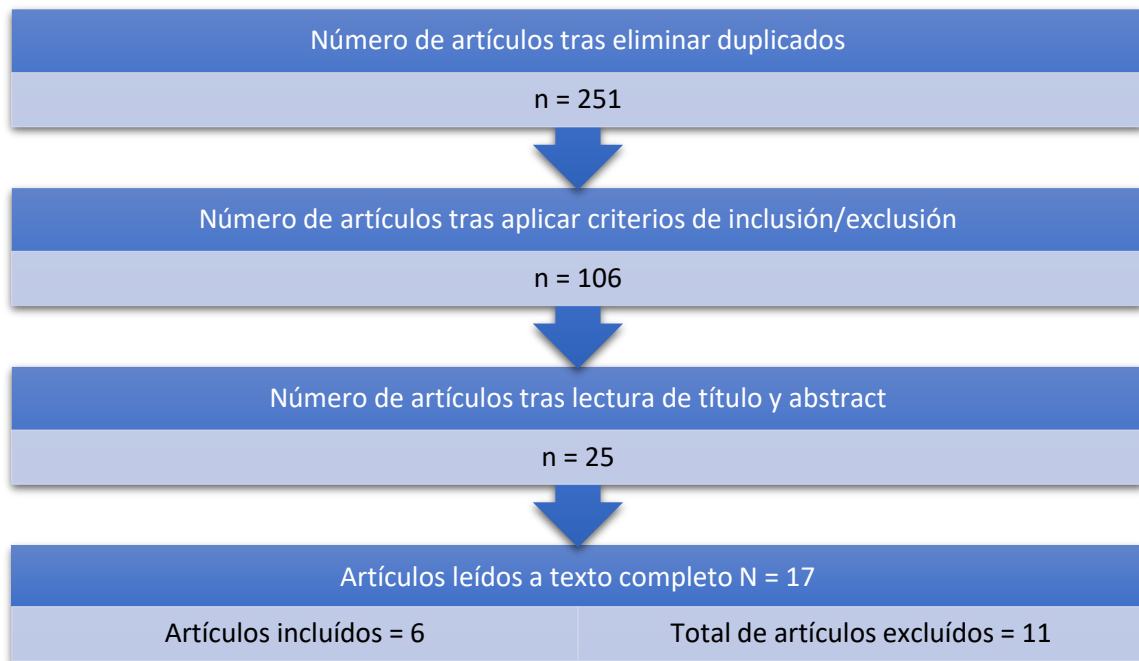 Número de artículos tras eliminar duplicados
n = 251
Número de artículos tras aplicar criterios de inclusión/exclusión
n = 106
Número de artículos tras lectura de título y abstract
n = 25
Artículos leídos a texto completo N = 17
Artículos incluídos = 6
Total de artículos excluídos = 11